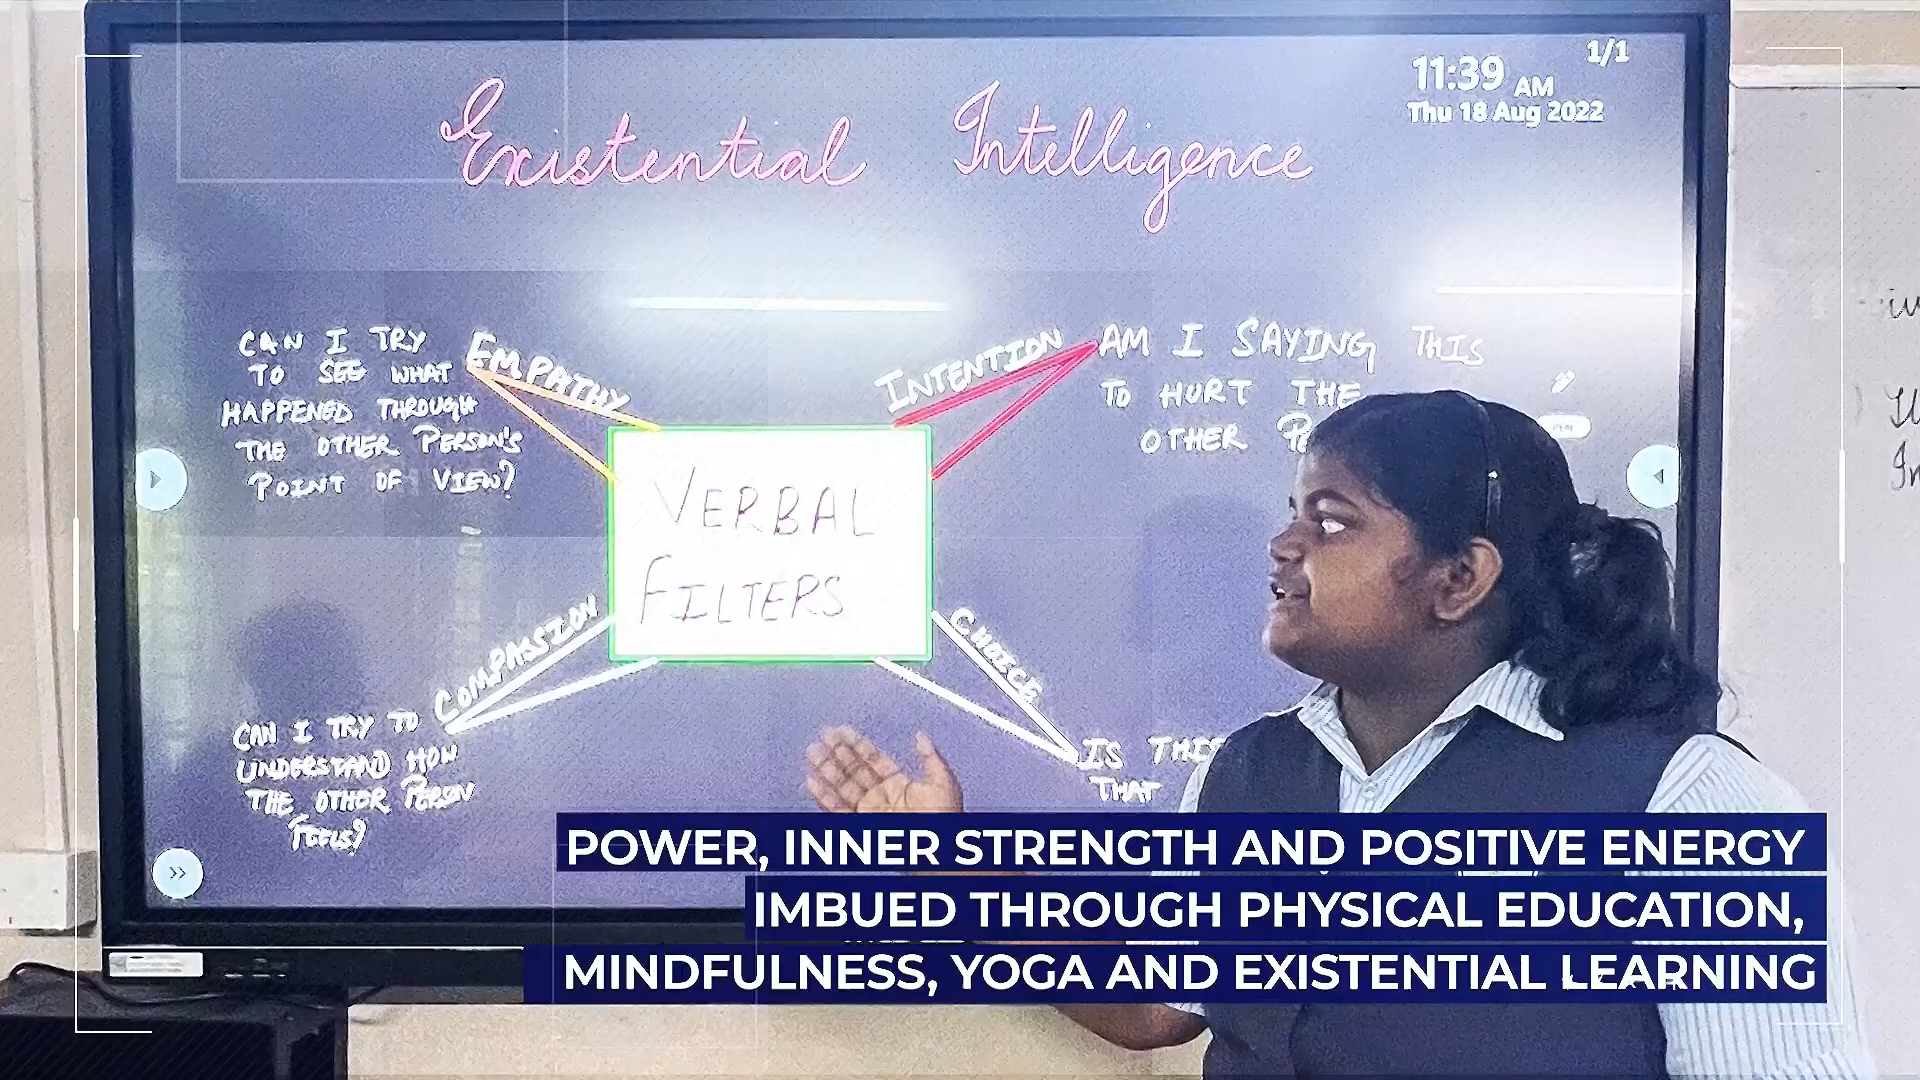 1/1
11:39 AM
Thu 18 Aug 2022
Existential Intelligence
CAN I TRY
TO SEE WHAT
HAPPENED THROUGH
THE OTHER PERSON'S
POINT OF VIEW?
EMPATHY
INTENTION
AM I SAYING THIS
TO HURT THE
OTHER
PEN
VERBAL
FILTERS
COMPASSION
CAN I TRY TO
UNDERSTAND HOW
THE OTHER PERSON
FEELS?
CHOICE
IS THIS
THAT
POWER, INNER STRENGTH AND POSITIVE ENERGY
IMBUED THROUGH PHYSICAL EDUCATION,
MINDFULNESS, YOGA AND EXISTENTIAL LEARNING